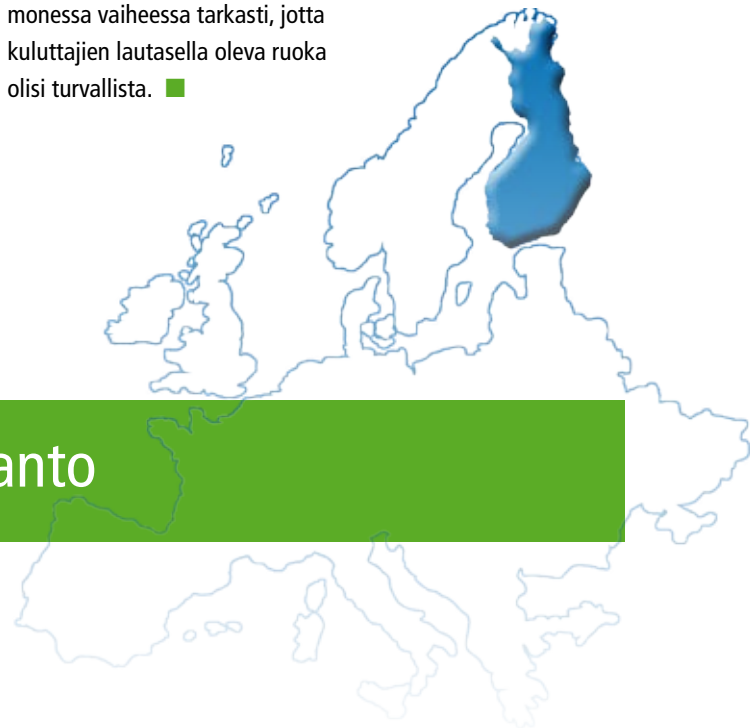 monessa vaiheessa tarkasti, jotta
kuluttajien lautasella oleva ruoka
olisi turvallista.
anto